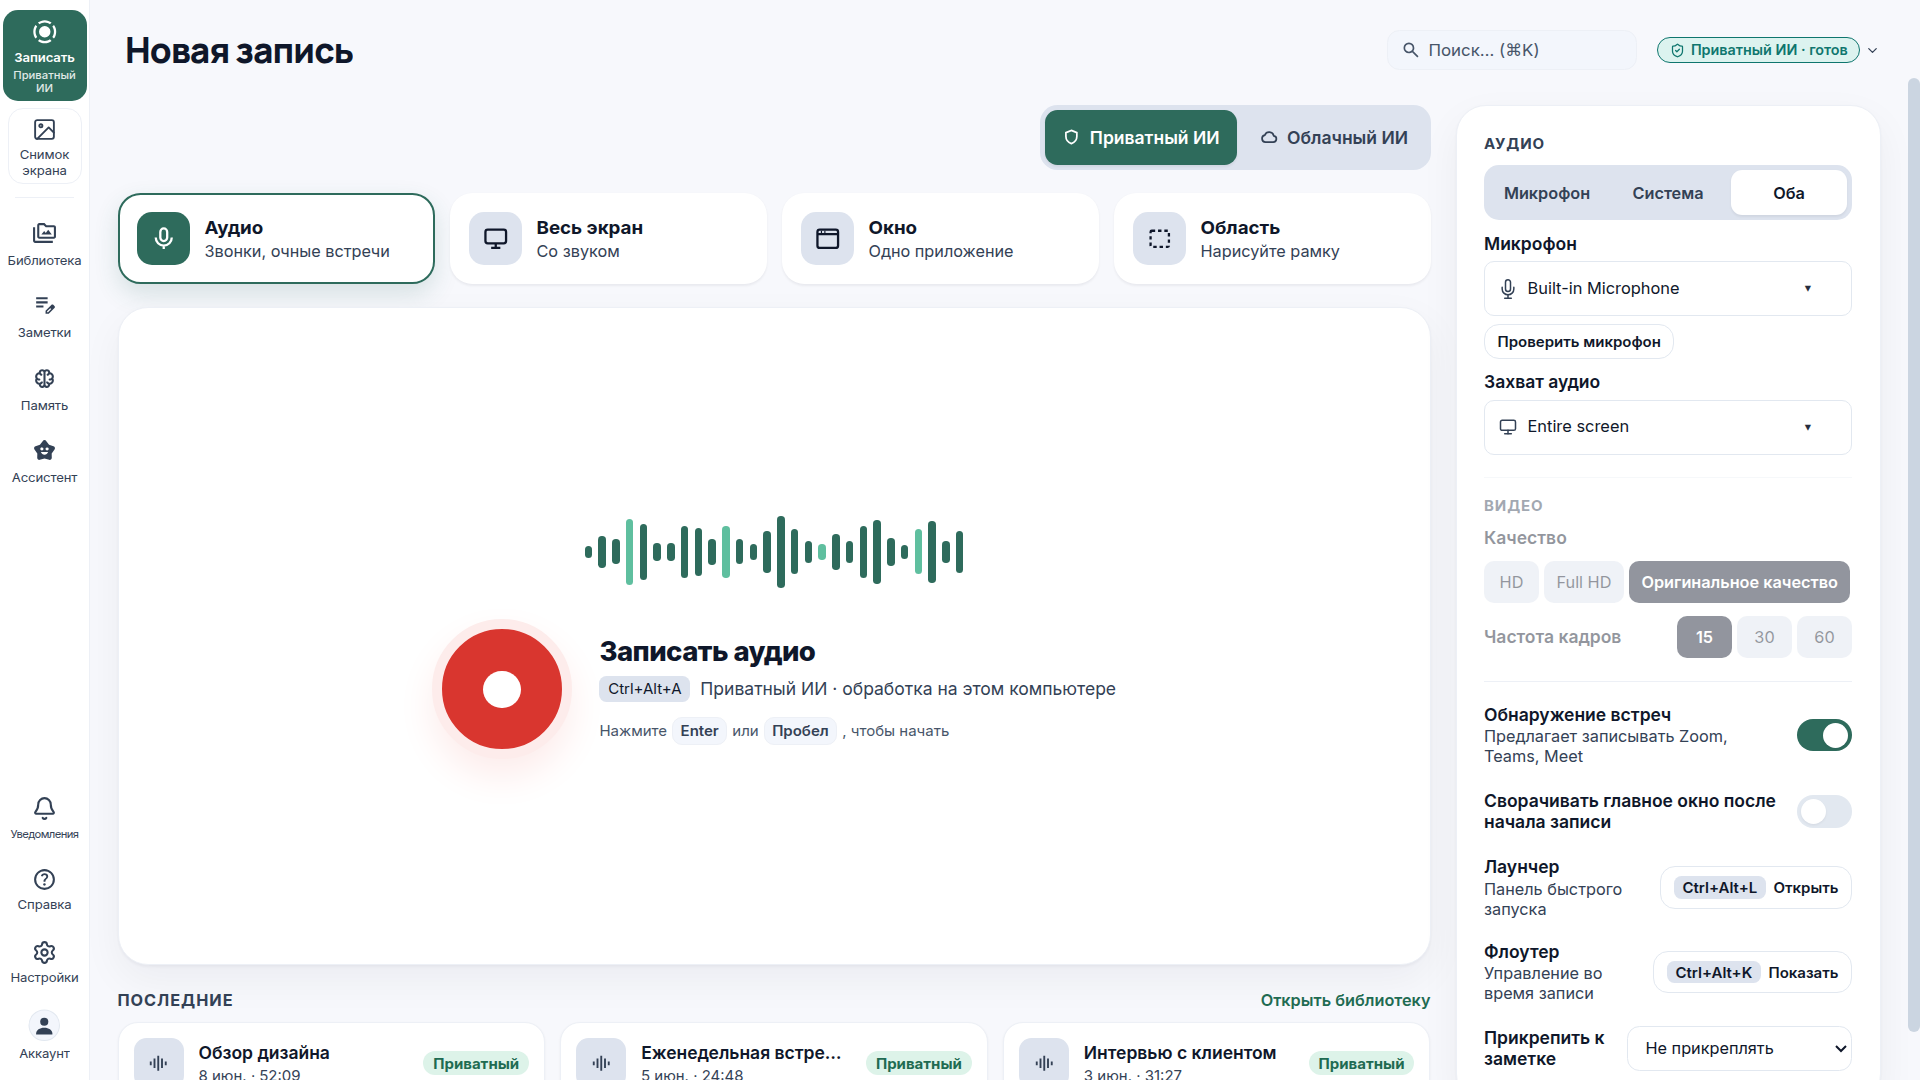 Записать
Приватный
ИИ
Снимок
экрана
Библиотека
Заметки
Память
Ассистент
Уведомления
Справка
Настройки
Аккаунт
Новая запись
Поиск... (⌘K)
Приватный ИИ · готов
Приватный ИИ
Облачный ИИ
Аудио
Звонки, очные встречи
Весь экран
Со звуком
Окно
Одно приложение
Область
Нарисуйте рамку
Записать аудио
Ctrl+Alt+A Приватный ИИ · обработка на этом компьютере
Нажмите Enter или Пробел , чтобы начать
ПОСЛЕДНИЕ
Открыть библиотеку
Обзор дизайна
8 июн. · 52:09
Приватный
Еженедельная встре...
5 июн. · 24:48
Приватный
Интервью с клиентом
3 июн. · 31:27
Приватный
АУДИО
Микрофон Система Оба
Микрофон
Built-in Microphone
Проверить микрофон
Захват аудио
Entire screen
ВИДЕО
Качество
HD Full HD Оригинальное качество
Частота кадров 15 30 60
Обнаружение встреч
Предлагает записывать Zoom,
Teams, Meet
Сворачивать главное окно после
начала записи
Лаунчер
Панель быстрого
запуска
Ctrl+Alt+L Открыть
Флоутер
Управление во
время записи
Ctrl+Alt+K Показать
Прикрепить к
заметке
Не прикреплять